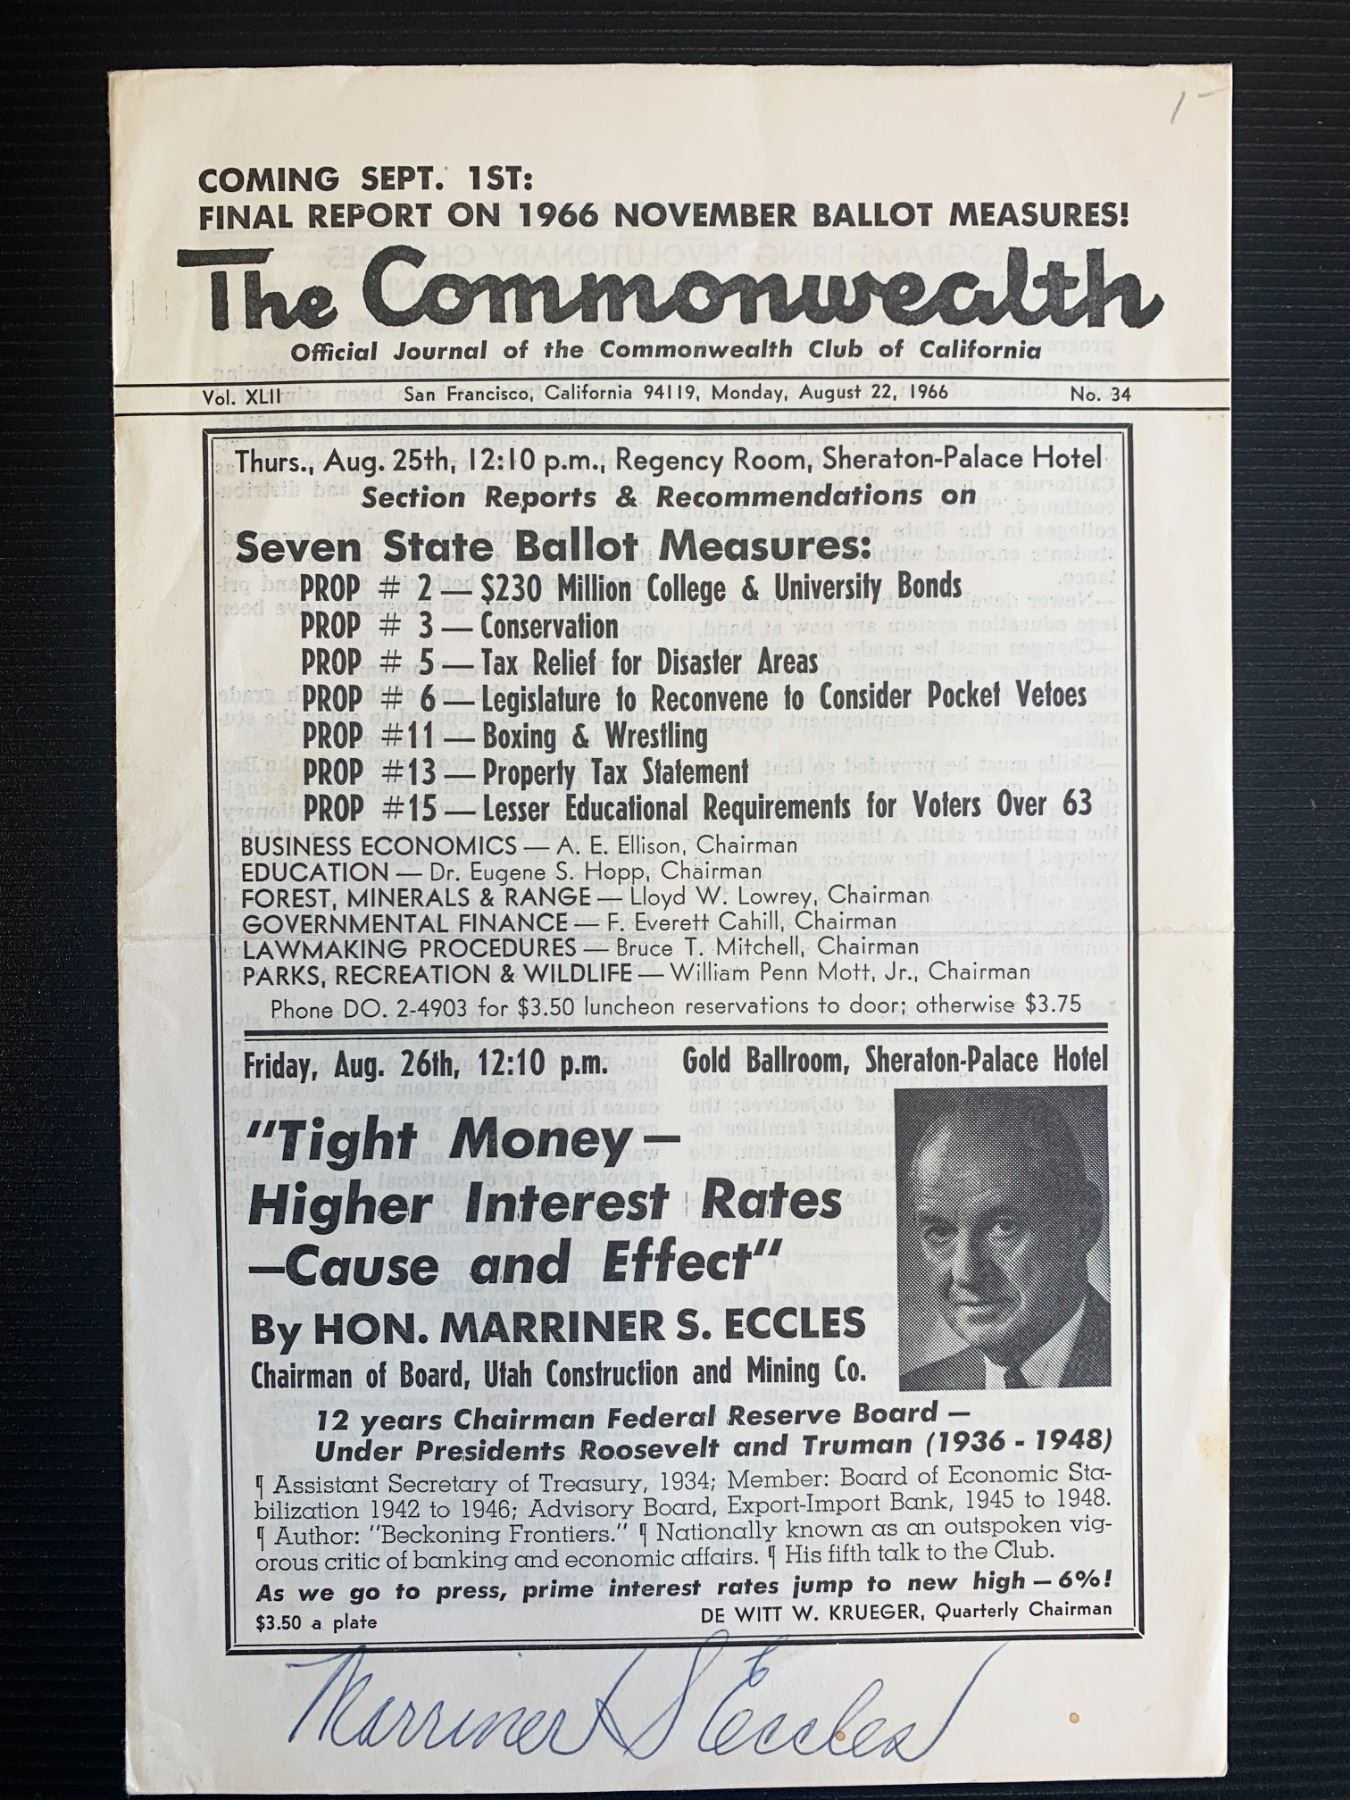 1-
COMING SEPT. 1ST:
FINAL REPORT ON 1966 NOVEMBER BALLOT MEASURES!
The Commonwealth
Official Journal of the Commonwealth Club of California
Vol. XLII San Francisco, California 94119, Monday, August 22, 1966 No. 34
Thurs., Aug. 25th, 12:10 p.m., Regency Room, Sheraton-Palace Hotel
Section Reports & Recommendations on
Seven State Ballot Measures:
PROP # 2 — $230 Million College & University Bonds
PROP # 3 — Conservation
PROP # 5 — Tax Relief for Disaster Areas
PROP # 6 — Legislature to Reconvene to Consider Pocket Vetoes
PROP #11 — Boxing & Wrestling
PROP #13 — Property Tax Statement
PROP #15 — Lesser Educational Requirements for Voters Over 63
BUSINESS ECONOMICS — A. E. Ellison, Chairman
EDUCATION — Dr. Eugene S. Hopp, Chairman
FOREST, MINERALS & RANGE — Lloyd W. Lowrey, Chairman
GOVERNMENTAL FINANCE — F. Everett Cahill, Chairman
LAWMAKING PROCEDURES — Bruce T. Mitchell, Chairman
PARKS, RECREATION & WILDLIFE — William Penn Mott, Jr., Chairman
Phone DO. 2-4903 for $3.50 luncheon reservations to door; otherwise $3.75
Friday, Aug. 26th, 12:10 p.m. Gold Ballroom, Sheraton-Palace Hotel
"Tight Money —
Higher Interest Rates
—Cause and Effect"
By HON. MARRINER S. ECCLES
Chairman of Board, Utah Construction and Mining Co.
12 years Chairman Federal Reserve Board —
Under Presidents Roosevelt and Truman (1936 - 1948)
¶ Assistant Secretary of Treasury, 1934; Member: Board of Economic Sta-
bilization 1942 to 1946; Advisory Board, Export-Import Bank, 1945 to 1948.
¶ Author: "Beckoning Frontiers." ¶ Nationally known as an outspoken vig-
orous critic of banking and economic affairs. ¶ His fifth talk to the Club.
As we go to press, prime interest rates jump to new high — 6%!
$3.50 a plate DE WITT W. KRUEGER, Quarterly Chairman
Marriner S Eccles